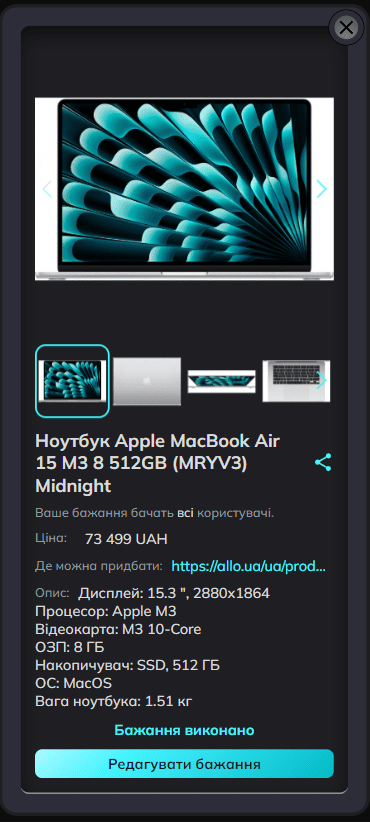 Ноутбук Apple MacBook Air
15 M3 8 512GB (MRYV3)
Midnight
Ваше бажання бачать всі користувачі.
Ціна: 73 499 UAH
Де можна придбати: https://allo.ua/ua/prod...
Опис: Дисплей: 15.3 ", 2880x1864
Процесор: Apple M3
Відеокарта: M3 10-Core
ОЗП: 8 ГБ
Накопичувач: SSD, 512 ГБ
ОС: MacOS
Вага ноутбука: 1.51 кг
Бажання виконано
Редагувати бажання